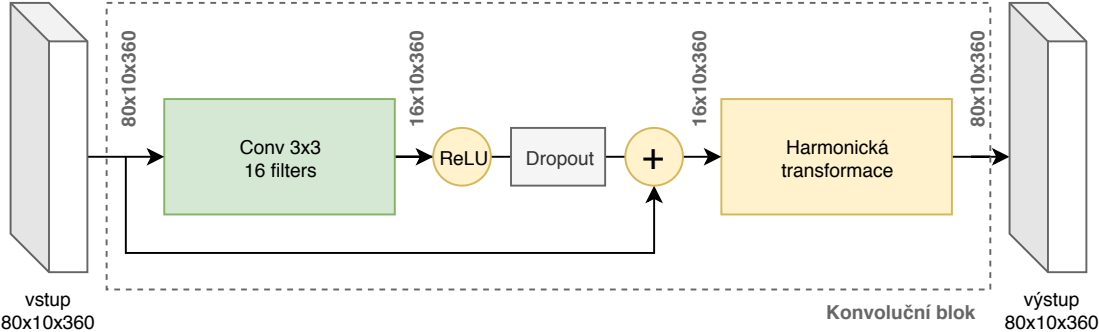 80x10x360
16x10x360
16x10x360
80x10x360
Conv 3x3
16 filters
ReLU
Dropout
+
Harmonická
transformace
vstup
80x10x360
Konvoluční blok
výstup
80x10x360